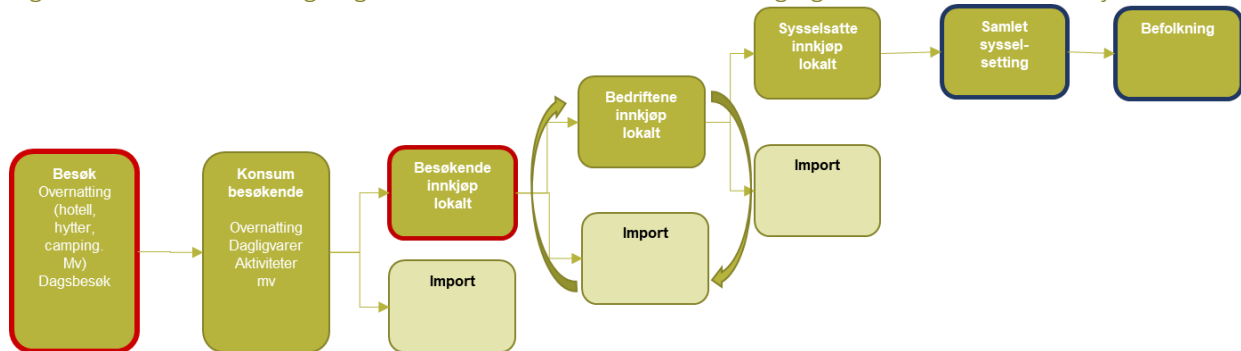 Besøk
Overnatting
(hotell,
hytter,
camping.
Mv)
Dagsbesøk
Konsum
besøkende
Overnatting
Dagligvarer
Aktiviteter
mv
Besøkende
innkjøp
lokalt
Import
Bedriftene
innkjøp
lokalt
Import
Sysselsatte
innkjøp
lokalt
Import
Samlet
syssel-
setting
Befolkning